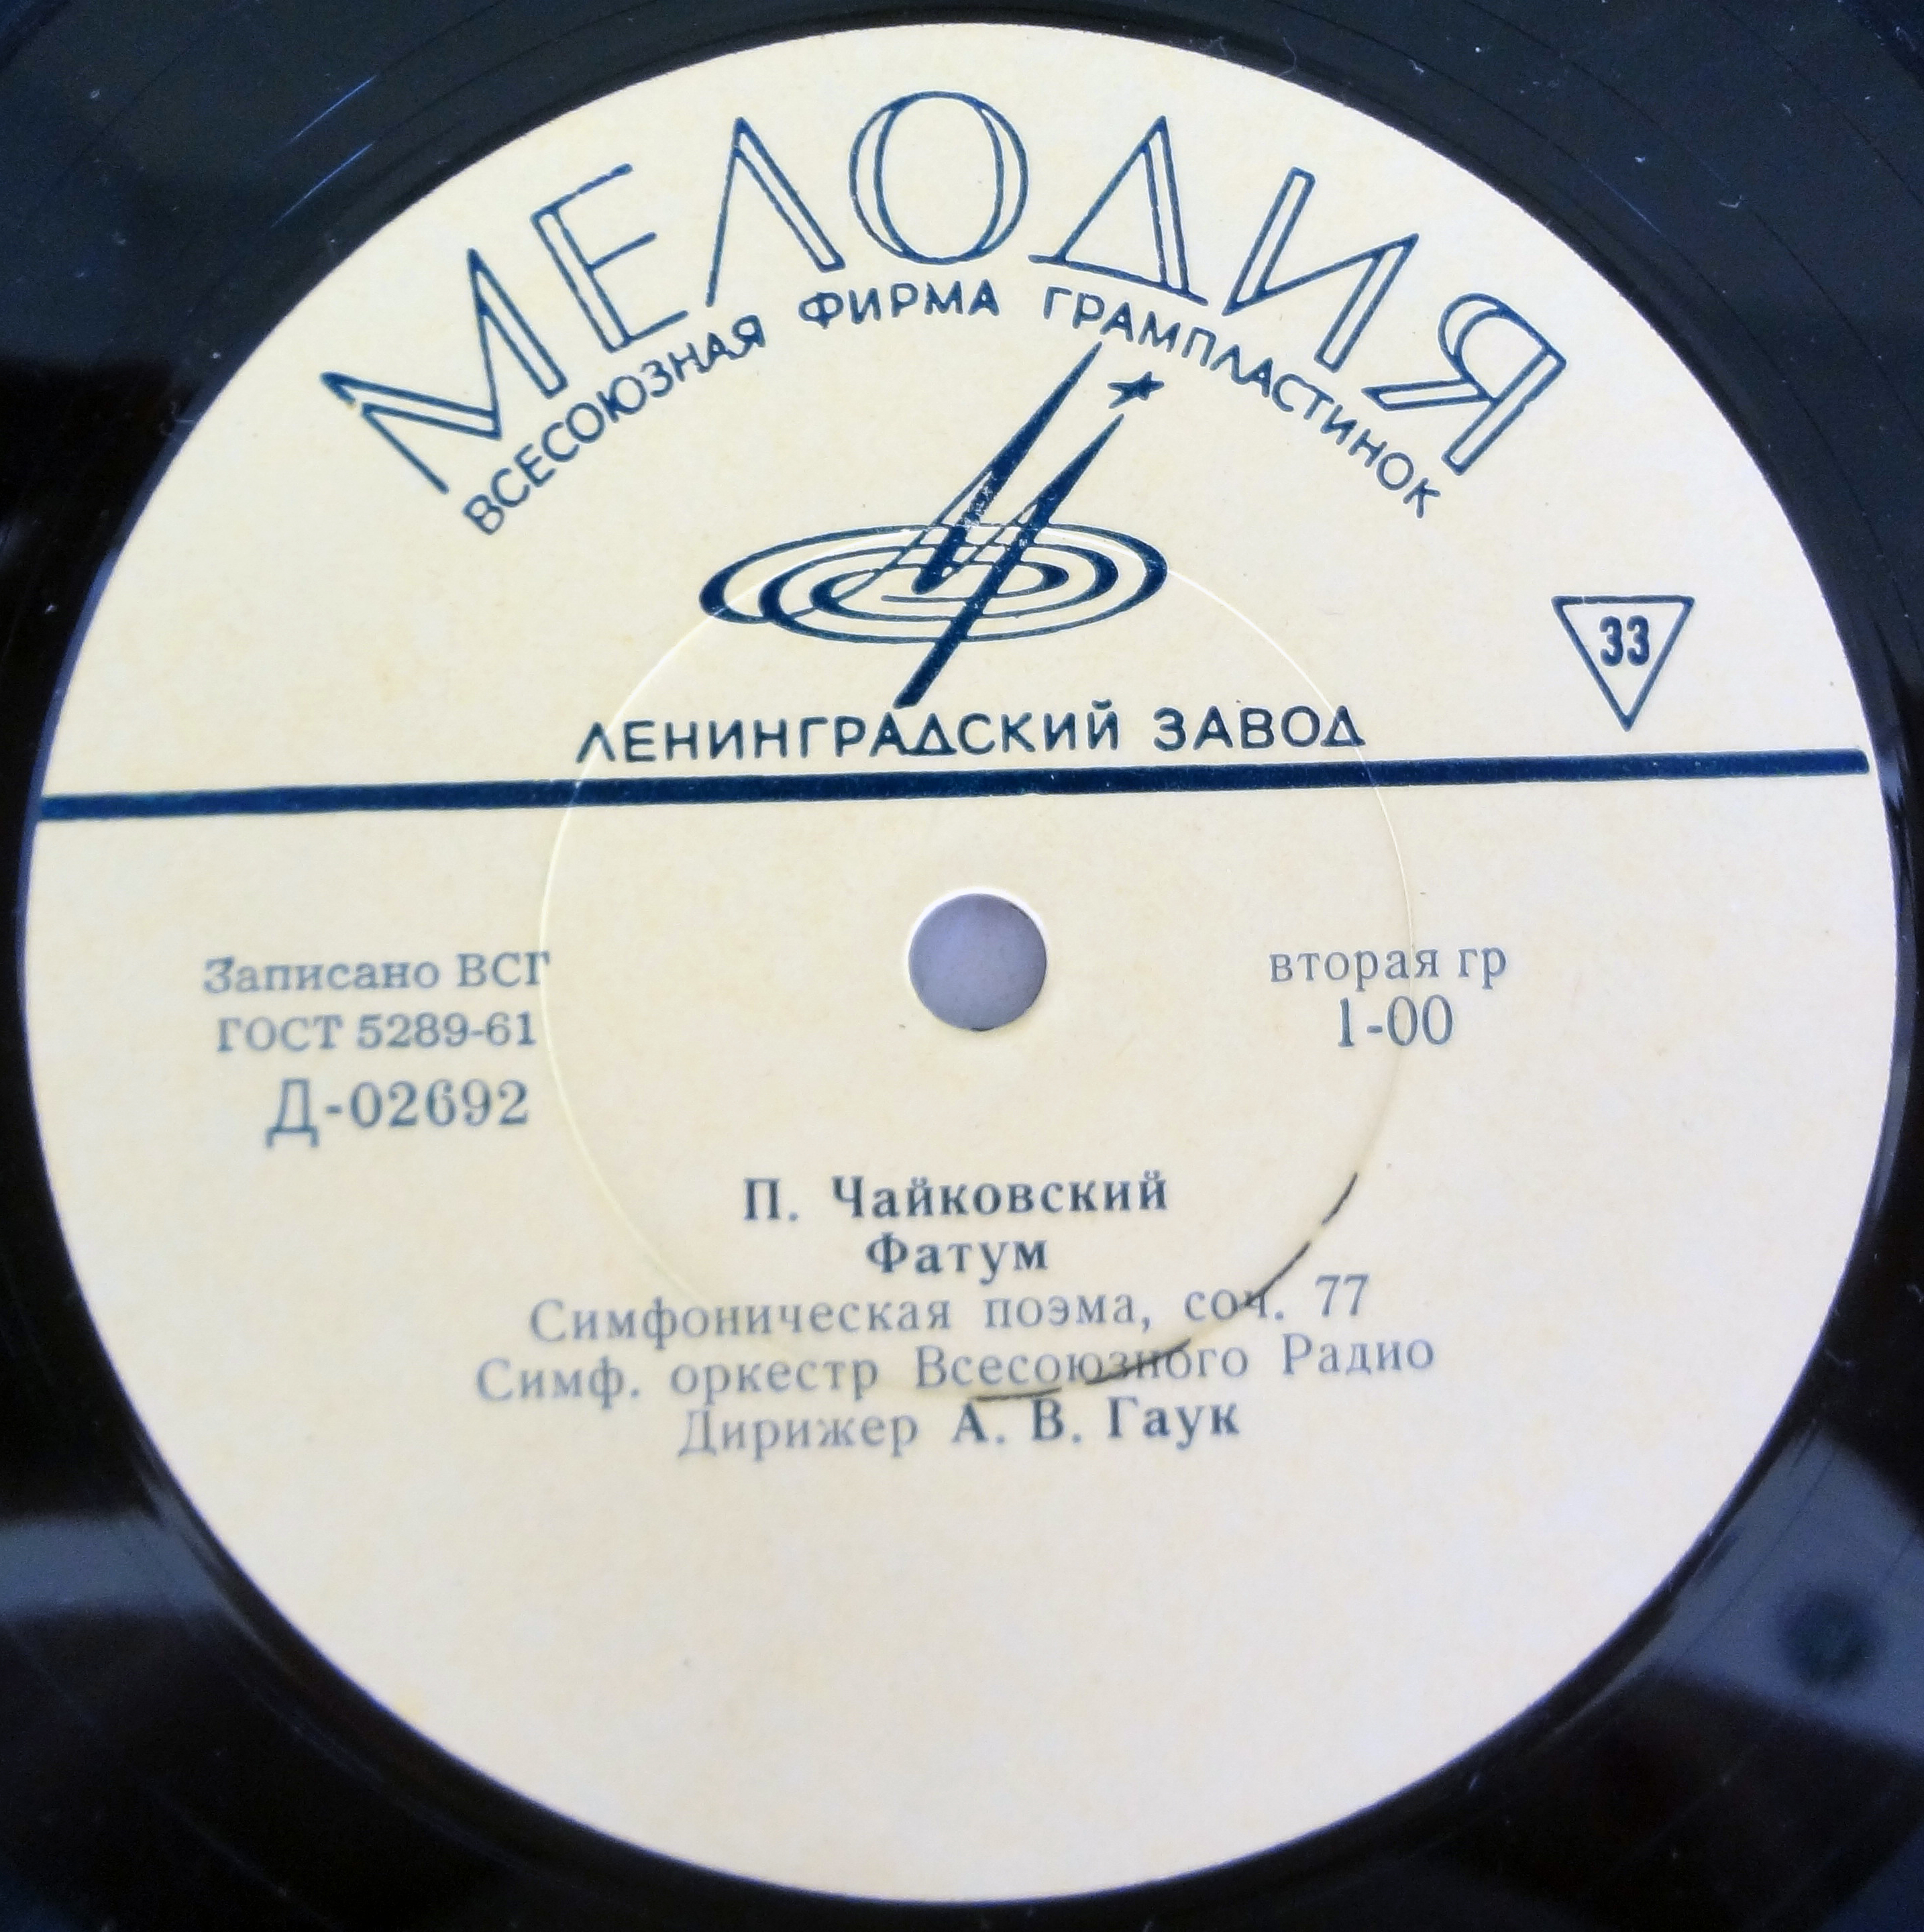 МЕЛОДИЯ
ВСЕСОЮЗНАЯ ФИРМА ГРАМПЛАСТИНОК
33
ЛЕНИНГРАДСКИЙ ЗАВОД
Записано ВСГ
ГОСТ 5289-61
Д-02692
вторая гр
1-00
П. Чайковский
Фатум
Симфоническая поэма, соч. 77
Симф. оркестр Всесоюзного Радио
Дирижер А. В. Гаук